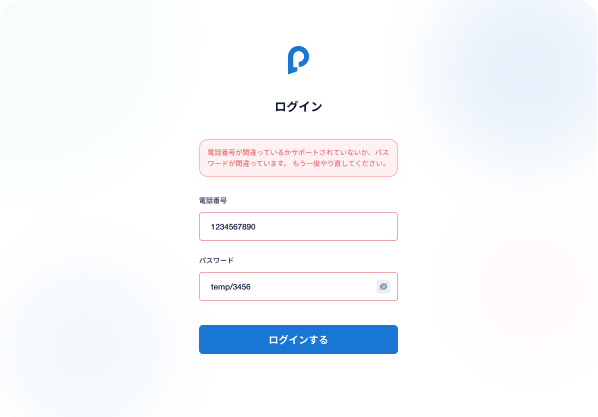 ログイン
電話番号が間違っているかサポートされていないか、パス
ワードが間違っています。 もう一度やり直してください。
電話番号
1234567890
パスワード
temp/3456
ログインする